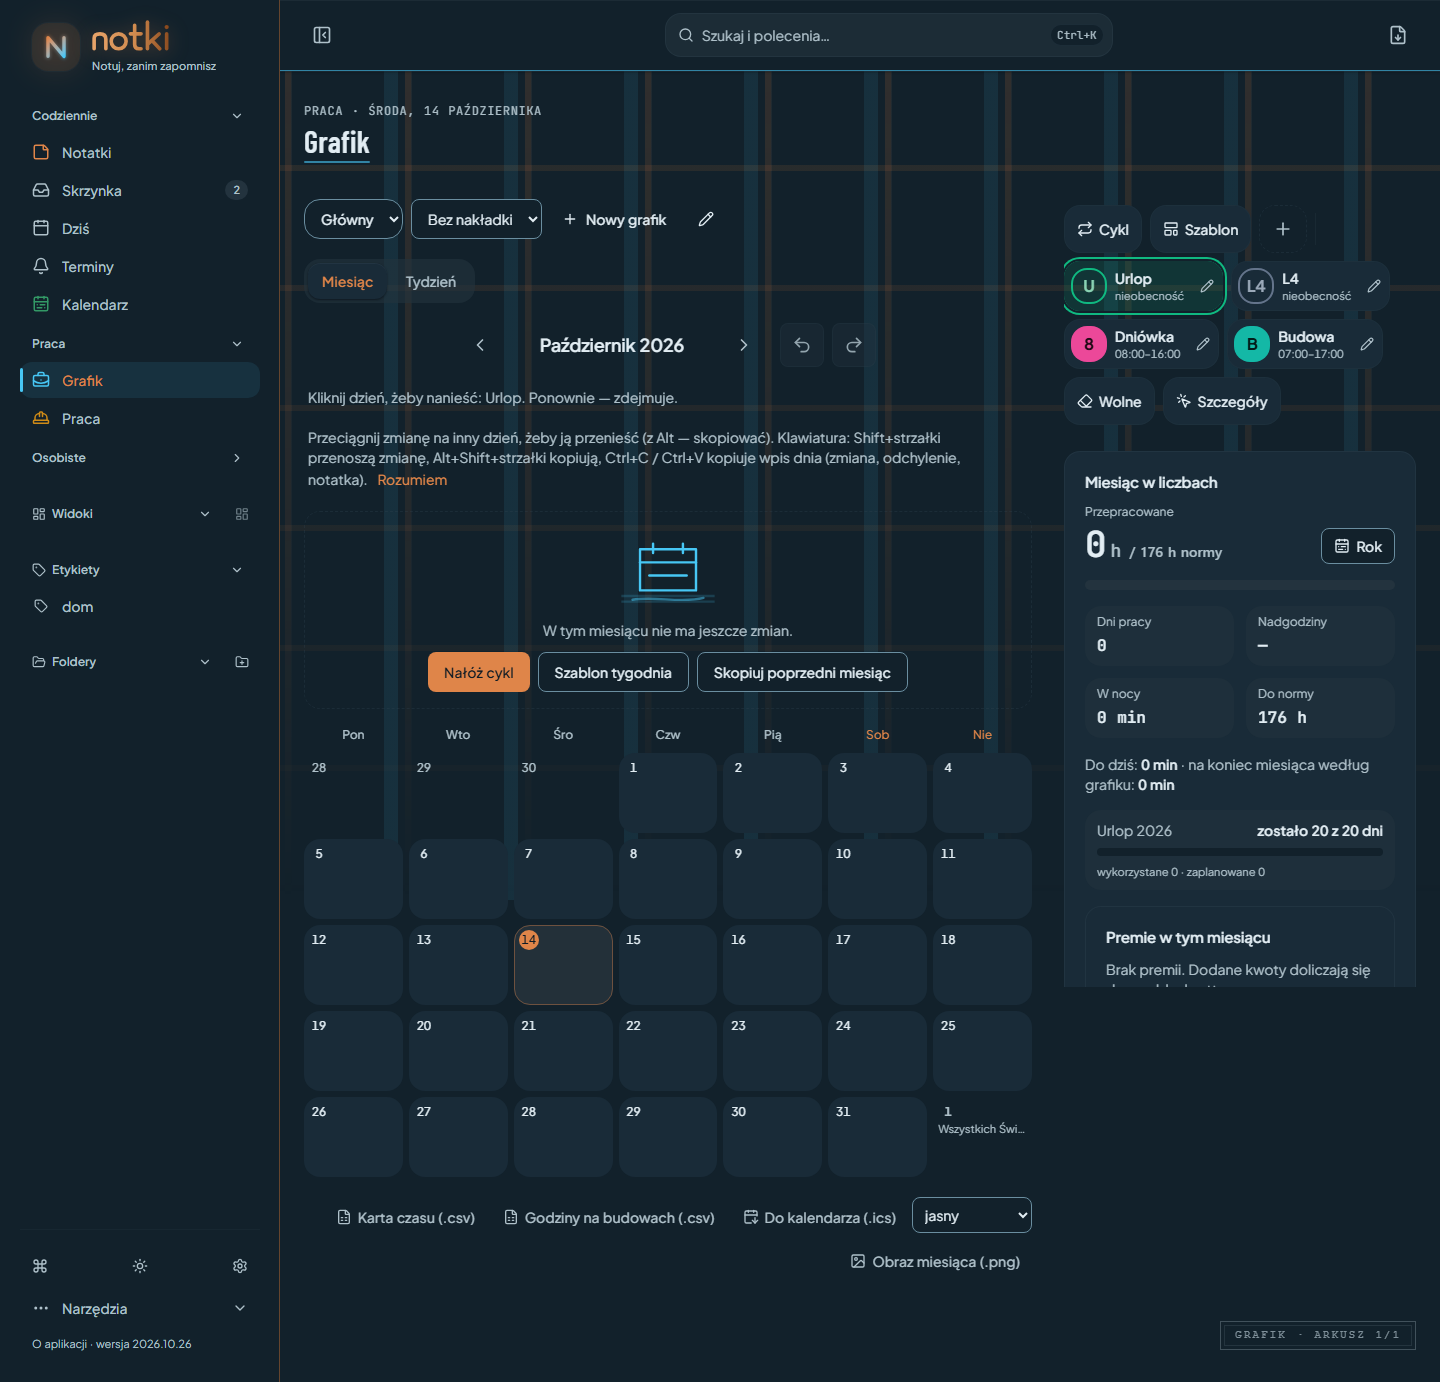 N notki
Notuj, zanim zapomnisz
Codziennie
Notatki
Skrzynka 2
Dziś
Terminy
Kalendarz
Praca
Grafik
Praca
Osobiste
Widoki
Etykiety
dom
Foldery
Narzędzia
O aplikacji · wersja 2026.10.26
Szukaj i polecenia... Ctrl+K
PRACA · ŚRODA, 14 PAŹDZIERNIKA
Grafik
Główny Bez nakładki + Nowy grafik
Miesiąc Tydzień
Październik 2026
Kliknij dzień, żeby nanieść: Urlop. Ponownie — zdejmuje.
Przeciągnij zmianę na inny dzień, żeby ją przenieść (z Alt — skopiować). Klawiatura: Shift+strzałki
przenoszą zmianę, Alt+Shift+strzałki kopiują, Ctrl+C / Ctrl+V kopiuje wpis dnia (zmiana, odchylenie,
notatka). Rozumiem
W tym miesiącu nie ma jeszcze zmian.
Nałóż cykl Szablon tygodnia Skopiuj poprzedni miesiąc
Pon Wto Śro Czw Pią Sob Nie
28 29 30 1 2 3 4
5 6 7 8 9 10 11
12 13 14 15 16 17 18
19 20 21 22 23 24 25
26 27 28 29 30 31 1
Wszystkich Świ...
Karta czasu (.csv) Godziny na budowach (.csv) Do kalendarza (.ics) jasny
Obraz miesiąca (.png)
Cykl Szablon +
U Urlop
nieobecność
L4 L4
nieobecność
8 Dniówka
08:00–16:00
B Budowa
07:00–17:00
Wolne Szczegóły
Miesiąc w liczbach
Przepracowane
0 h / 176 h normy Rok
Dni pracy
0
Nadgodziny
—
W nocy
0 min
Do normy
176 h
Do dziś: 0 min · na koniec miesiąca według
grafiku: 0 min
Urlop 2026 zostało 20 z 20 dni
wykorzystane 0 · zaplanowane 0
Premie w tym miesiącu
Brak premii. Dodane kwoty doliczają się
GRAFIK · ARKUSZ 1/1